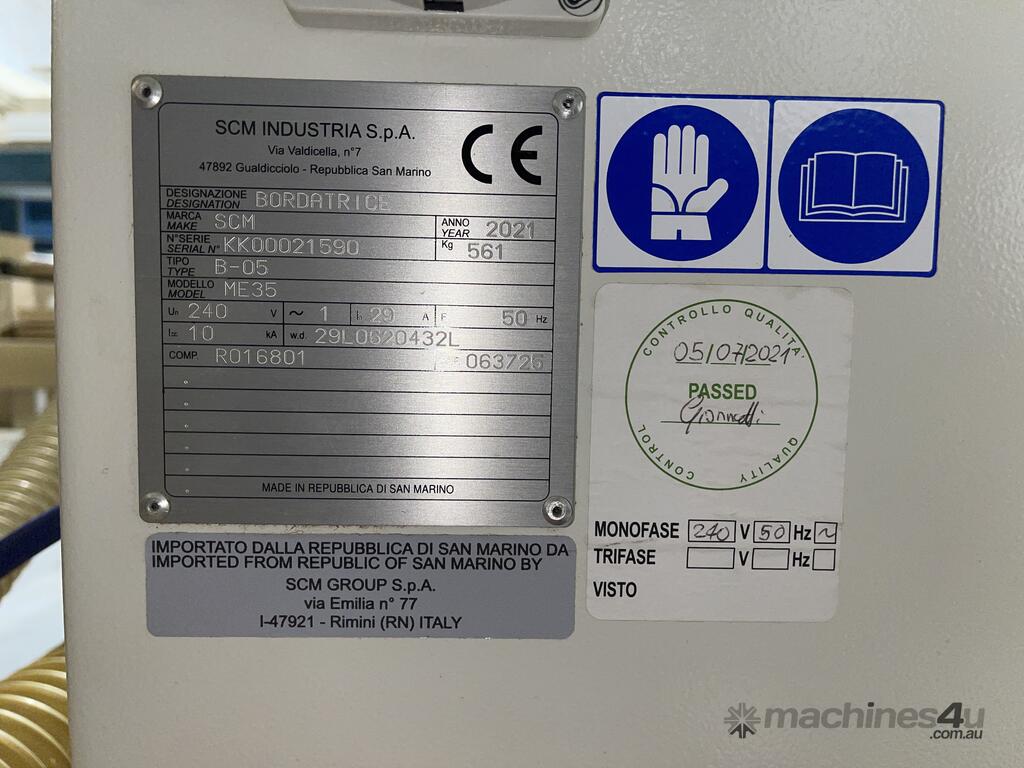 SCM INDUSTRIA S.p.A.
Via Valdicella, n°7
47892 Gualdicciolo - Repubblica San Marino
CE
DESIGNAZIONE
DESIGNATION BORDATRICE
MARCA
MAKE SCM
ANNO
YEAR 2021
N°SERIE
SERIAL N° KK00021590
Kg 561
TIPO
TYPE B-05
MODELLO
MODEL ME35
Un 240 V ~ 1 In 29 A F 50 Hz
Icc 10 kA w.d. 29L0620432L
COMP. R016801 063725
MADE IN REPUBBLICA DI SAN MARINO
IMPORTATO DALLA REPUBBLICA DI SAN MARINO DA
IMPORTED FROM REPUBLIC OF SAN MARINO BY
SCM GROUP S.p.A.
via Emilia n° 77
I-47921 - Rimini (RN) ITALY
CONTROLLO QUALITA'
05/07/2021
PASSED
QUALITY CONTROL
MONOFASE 240 V 50 Hz ~
TRIFASE V Hz
VISTO
machines4u
.com.au